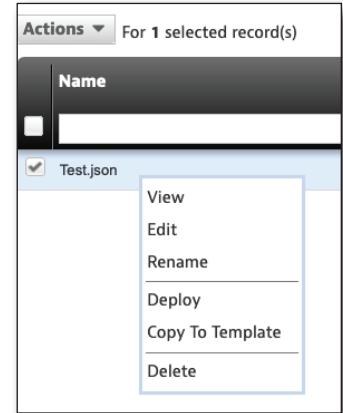 Actions For 1 selected record(s)
Name
Test.json
View
Edit
Rename
Deploy
Copy To Template
Delete